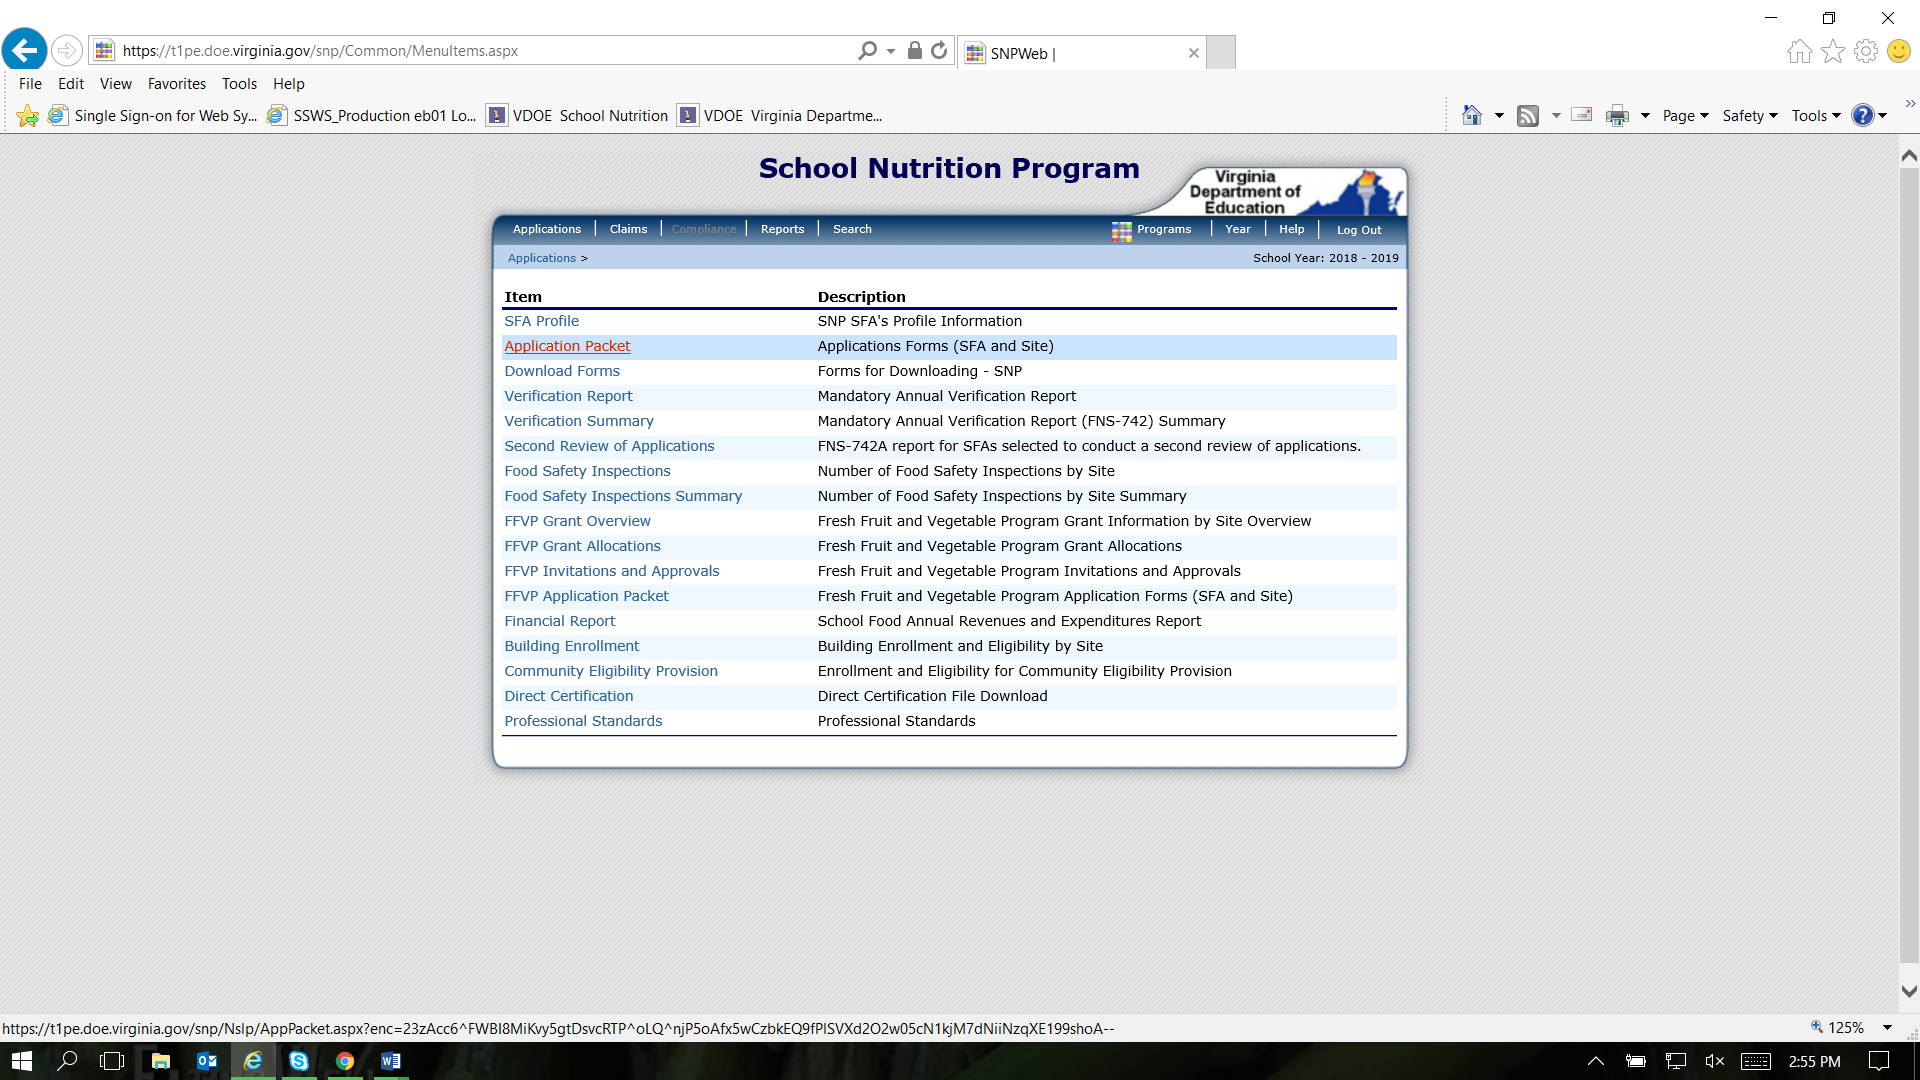 https://t1pe.doe.virginia.gov/snp/Common/MenuItems.aspx
SNPWeb |
File Edit View Favorites Tools Help
Single Sign-on for Web Sy... SSWS_Production eb01 Lo... VDOE School Nutrition VDOE Virginia Departme...
Page Safety Tools
School Nutrition Program
Virginia
Department of
Education
Applications Claims Compliance Reports Search Programs Year Help Log Out
Applications > School Year: 2018 - 2019
Item Description
SFA Profile SNP SFA's Profile Information
Application Packet Applications Forms (SFA and Site)
Download Forms Forms for Downloading - SNP
Verification Report Mandatory Annual Verification Report
Verification Summary Mandatory Annual Verification Report (FNS-742) Summary
Second Review of Applications FNS-742A report for SFAs selected to conduct a second review of applications.
Food Safety Inspections Number of Food Safety Inspections by Site
Food Safety Inspections Summary Number of Food Safety Inspections by Site Summary
FFVP Grant Overview Fresh Fruit and Vegetable Program Grant Information by Site Overview
FFVP Grant Allocations Fresh Fruit and Vegetable Program Grant Allocations
FFVP Invitations and Approvals Fresh Fruit and Vegetable Program Invitations and Approvals
FFVP Application Packet Fresh Fruit and Vegetable Program Application Forms (SFA and Site)
Financial Report School Food Annual Revenues and Expenditures Report
Building Enrollment Building Enrollment and Eligibility by Site
Community Eligibility Provision Enrollment and Eligibility for Community Eligibility Provision
Direct Certification Direct Certification File Download
Professional Standards Professional Standards
https://t1pe.doe.virginia.gov/snp/Nslp/AppPacket.aspx?enc=23zAcc6^FWBI8MiKvy5gtDsvcRTP^oLQ^njP5oAfx5wCzbkEQ9fPlSVXd2O2w05cN1kjM7dNiiNzqXE199shoA--
125%
2:55 PM